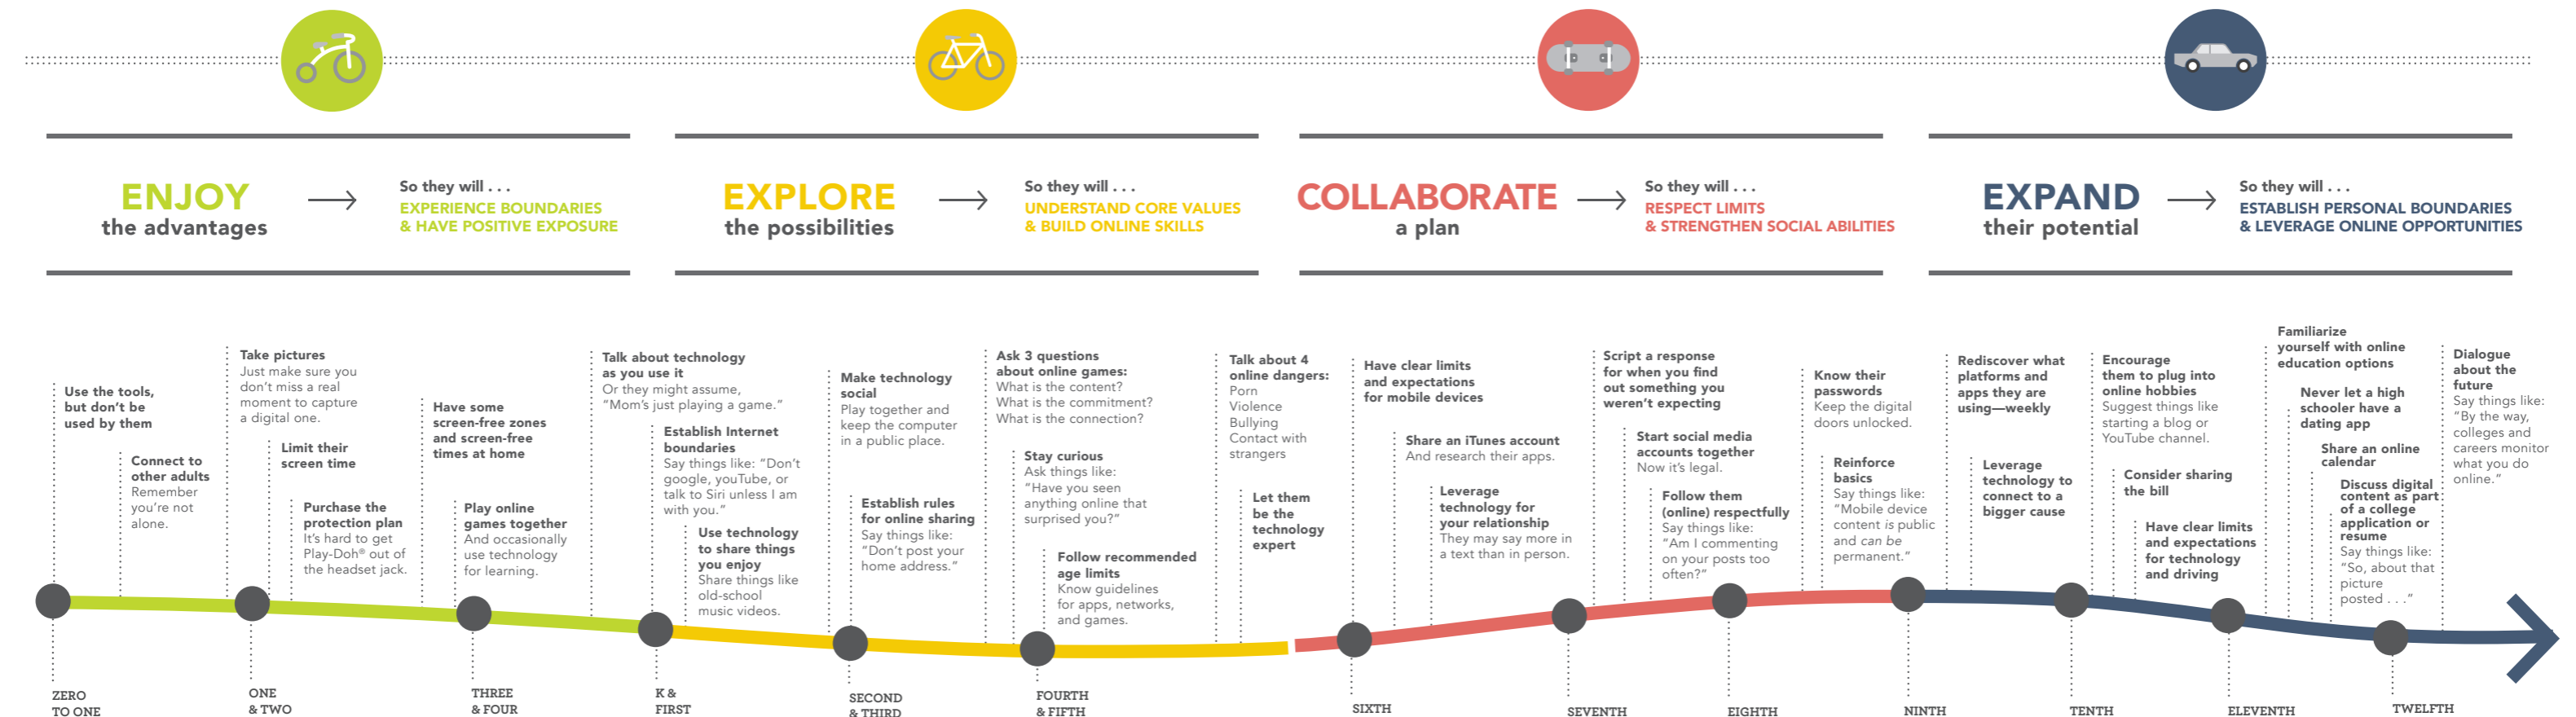 ENJOY
the advantages
So they will . . .
EXPERIENCE BOUNDARIES
& HAVE POSITIVE EXPOSURE
EXPLORE
the possibilities
So they will . . .
UNDERSTAND CORE VALUES
& BUILD ONLINE SKILLS
COLLABORATE
a plan
So they will . . .
RESPECT LIMITS
& STRENGTHEN SOCIAL ABILITIES
EXPAND
their potential
So they will . . .
ESTABLISH PERSONAL BOUNDARIES
& LEVERAGE ONLINE OPPORTUNITIES
Use the tools,
but don’t be
used by them
Connect to
other adults
Remember
you’re not
alone.
Take pictures
Just make sure you
don’t miss a real
moment to capture
a digital one.
Limit their
screen time
Purchase the
protection plan
It’s hard to get
Play-Doh® out of
the headset jack.
Have some
screen-free zones
and screen-free
times at home
Play online
games together
And occasionally
use technology
for learning.
Talk about technology
as you use it
Or they might assume,
“Mom’s just playing a game.”
Establish Internet
boundaries
Say things like: “Don’t
google, youTube, or
talk to Siri unless I am
with you.”
Use technology
to share things
you enjoy
Share things like
old-school
music videos.
Make technology
social
Play together and
keep the computer
in a public place.
Establish rules
for online sharing
Say things like:
“Don’t post your
home address.”
Ask 3 questions
about online games:
What is the content?
What is the commitment?
What is the connection?
Stay curious
Ask things like:
“Have you seen
anything online that
surprised you?”
Follow recommended
age limits
Know guidelines
for apps, networks,
and games.
Talk about 4
online dangers:
Porn
Violence
Bullying
Contact with
strangers
Let them
be the
technology
expert
Have clear limits
and expectations
for mobile devices
Share an iTunes account
And research their apps.
Leverage
technology for
your relationship
They may say more in
a text than in person.
Script a response
for when you find
out something you
weren’t expecting
Start social media
accounts together
Now it’s legal.
Follow them
(online) respectfully
Say things like:
“Am I commenting
on your posts too
often?”
Know their
passwords
Keep the digital
doors unlocked.
Reinforce
basics
Say things like:
“Mobile device
content is public
and can be
permanent.”
Rediscover what
platforms and
apps they are
using—weekly
Leverage
technology to
connect to a
bigger cause
Encourage
them to plug into
online hobbies
Suggest things like
starting a blog or
YouTube channel.
Consider sharing
the bill
Have clear limits
and expectations
for technology
and driving
Familiarize
yourself with online
education options
Never let a high
schooler have a
dating app
Share an online
calendar
Discuss digital
content as part
of a college
application or
resume
Say things like:
“So, about that
picture
posted . . .”
Dialogue
about the
future
Say things like:
“By the way,
colleges and
careers monitor
what you do
online.”
ZERO
TO ONE
ONE
& TWO
THREE
& FOUR
K &
FIRST
SECOND
& THIRD
FOURTH
& FIFTH
SIXTH
SEVENTH
EIGHTH
NINTH
TENTH
ELEVENTH
TWELFTH